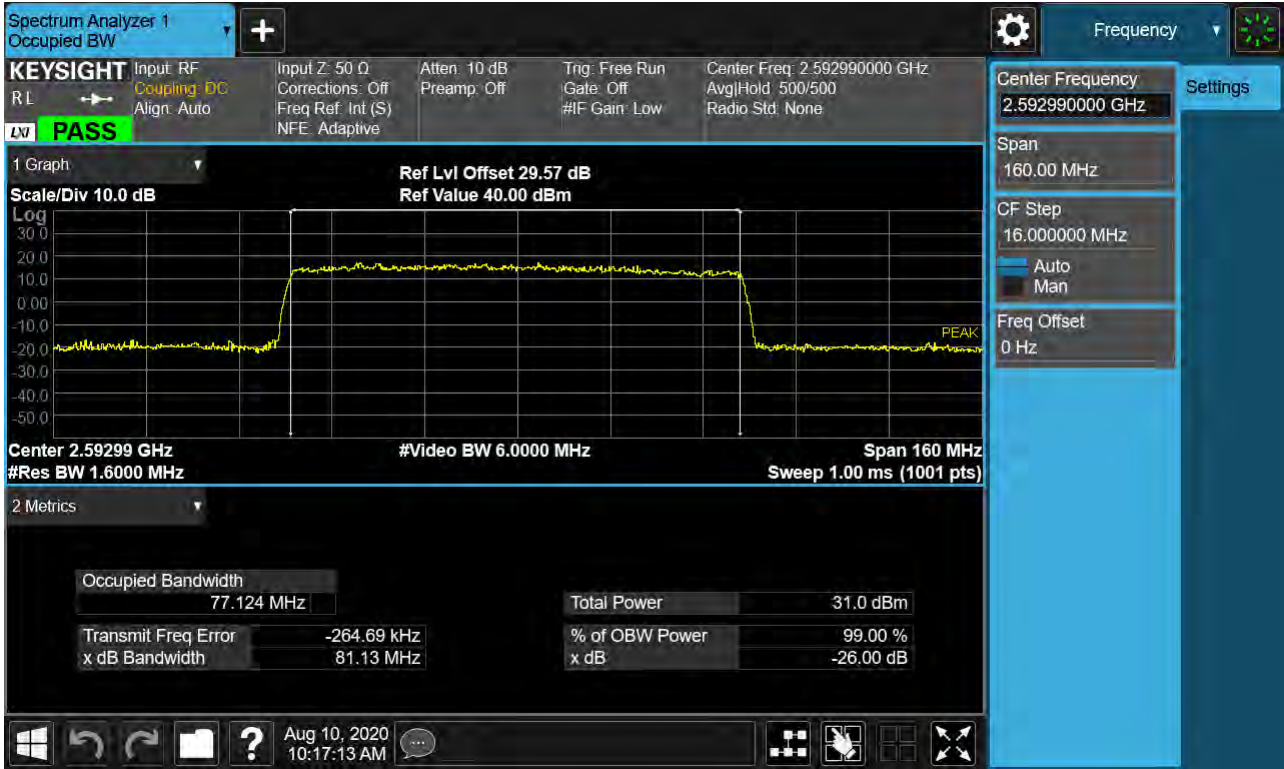 Spectrum Analyzer 1
Occupied BW
+
Frequency
KEYSIGHT
R L
LXI PASS
Input: RF
Coupling: DC
Align: Auto
Input Z: 50 Ω
Corrections: Off
Freq Ref: Int (S)
NFE: Adaptive
Atten: 10 dB
Preamp: Off
Trig: Free Run
Gate: Off
#IF Gain: Low
Center Freq: 2.592990000 GHz
Avg|Hold: 500/500
Radio Std: None
Center Frequency
2.592990000 GHz
Settings
Span
160.00 MHz
CF Step
16.000000 MHz
Auto
Man
Freq Offset
0 Hz
1 Graph
Scale/Div 10.0 dB
Ref Lvl Offset 29.57 dB
Ref Value 40.00 dBm
Log
30.0
20.0
10.0
0.00
-10.0
-20.0
-30.0
-40.0
-50.0
PEAK
Center 2.59299 GHz
#Video BW 6.0000 MHz
Span 160 MHz
#Res BW 1.6000 MHz
Sweep 1.00 ms (1001 pts)
2 Metrics
Occupied Bandwidth
77.124 MHz
Total Power 31.0 dBm
Transmit Freq Error -264.69 kHz
% of OBW Power 99.00 %
x dB Bandwidth 81.13 MHz
x dB -26.00 dB
?
Aug 10, 2020
10:17:13 AM